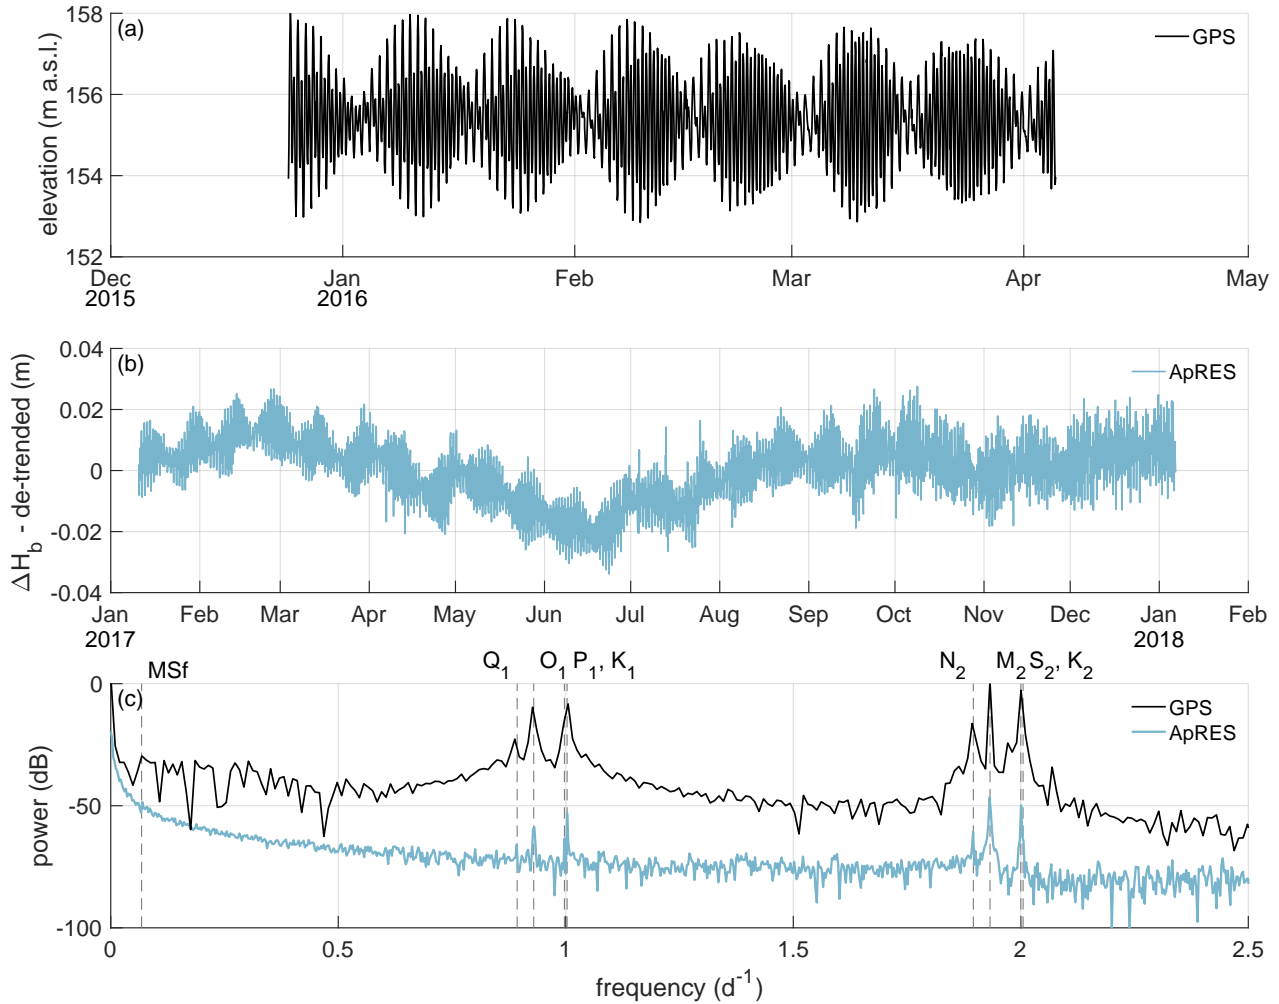 (a)
GPS
elevation (m a.s.l.)
158
156
154
152
Dec Jan Feb Mar Apr May
2015 2016
(b)
ApRES
ΔH_b - de-trended (m)
0.04
0.02
0
-0.02
-0.04
Jan Feb Mar Apr May Jun Jul Aug Sep Oct Nov Dec Jan Feb
2017 2018
MSf Q_1 O_1 P_1, K_1 N_2 M_2 S_2, K_2
(c)
GPS
ApRES
power (dB)
0
-50
-100
0 0.5 1 1.5 2 2.5
frequency (d^-1)